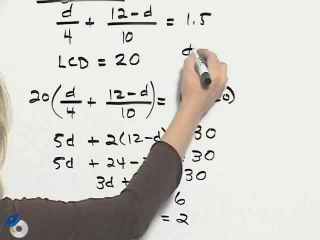 d/4 + 12-d/10 = 1.5
LCD = 20
d
20(d/4 + 12-d/10) = 0)
5d + 2(12-d) 30
5d + 24 - 30
3d + 30
6
= 2